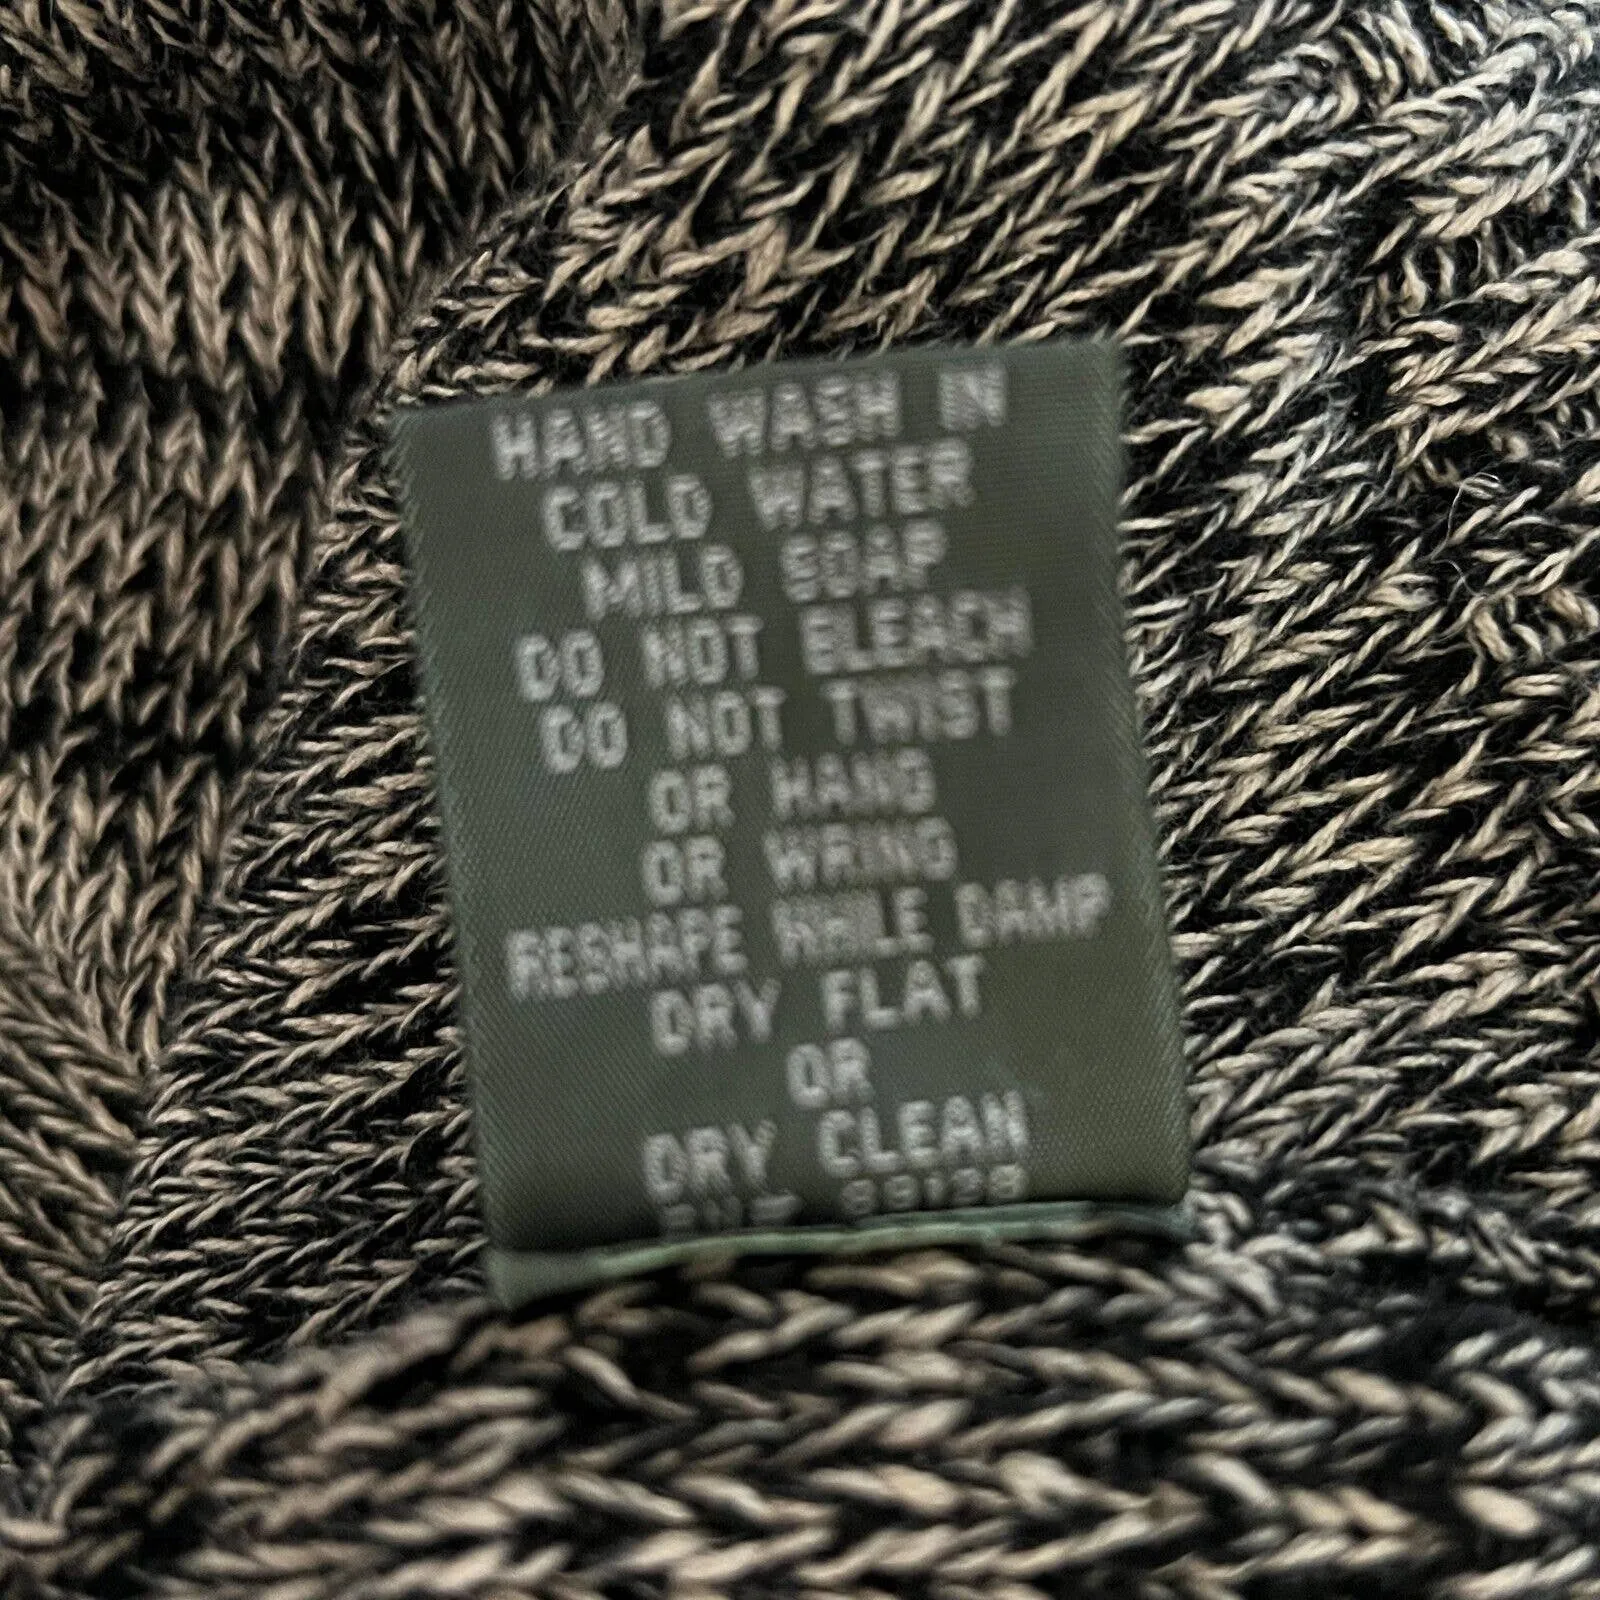 HAND WASH IN
COLD WATER
MILD SOAP
DO NOT BLEACH
DO NOT TWIST
OR HANG
OR WRING
RESHAPE WHILE DAMP
DRY FLAT
OR
DRY CLEAN